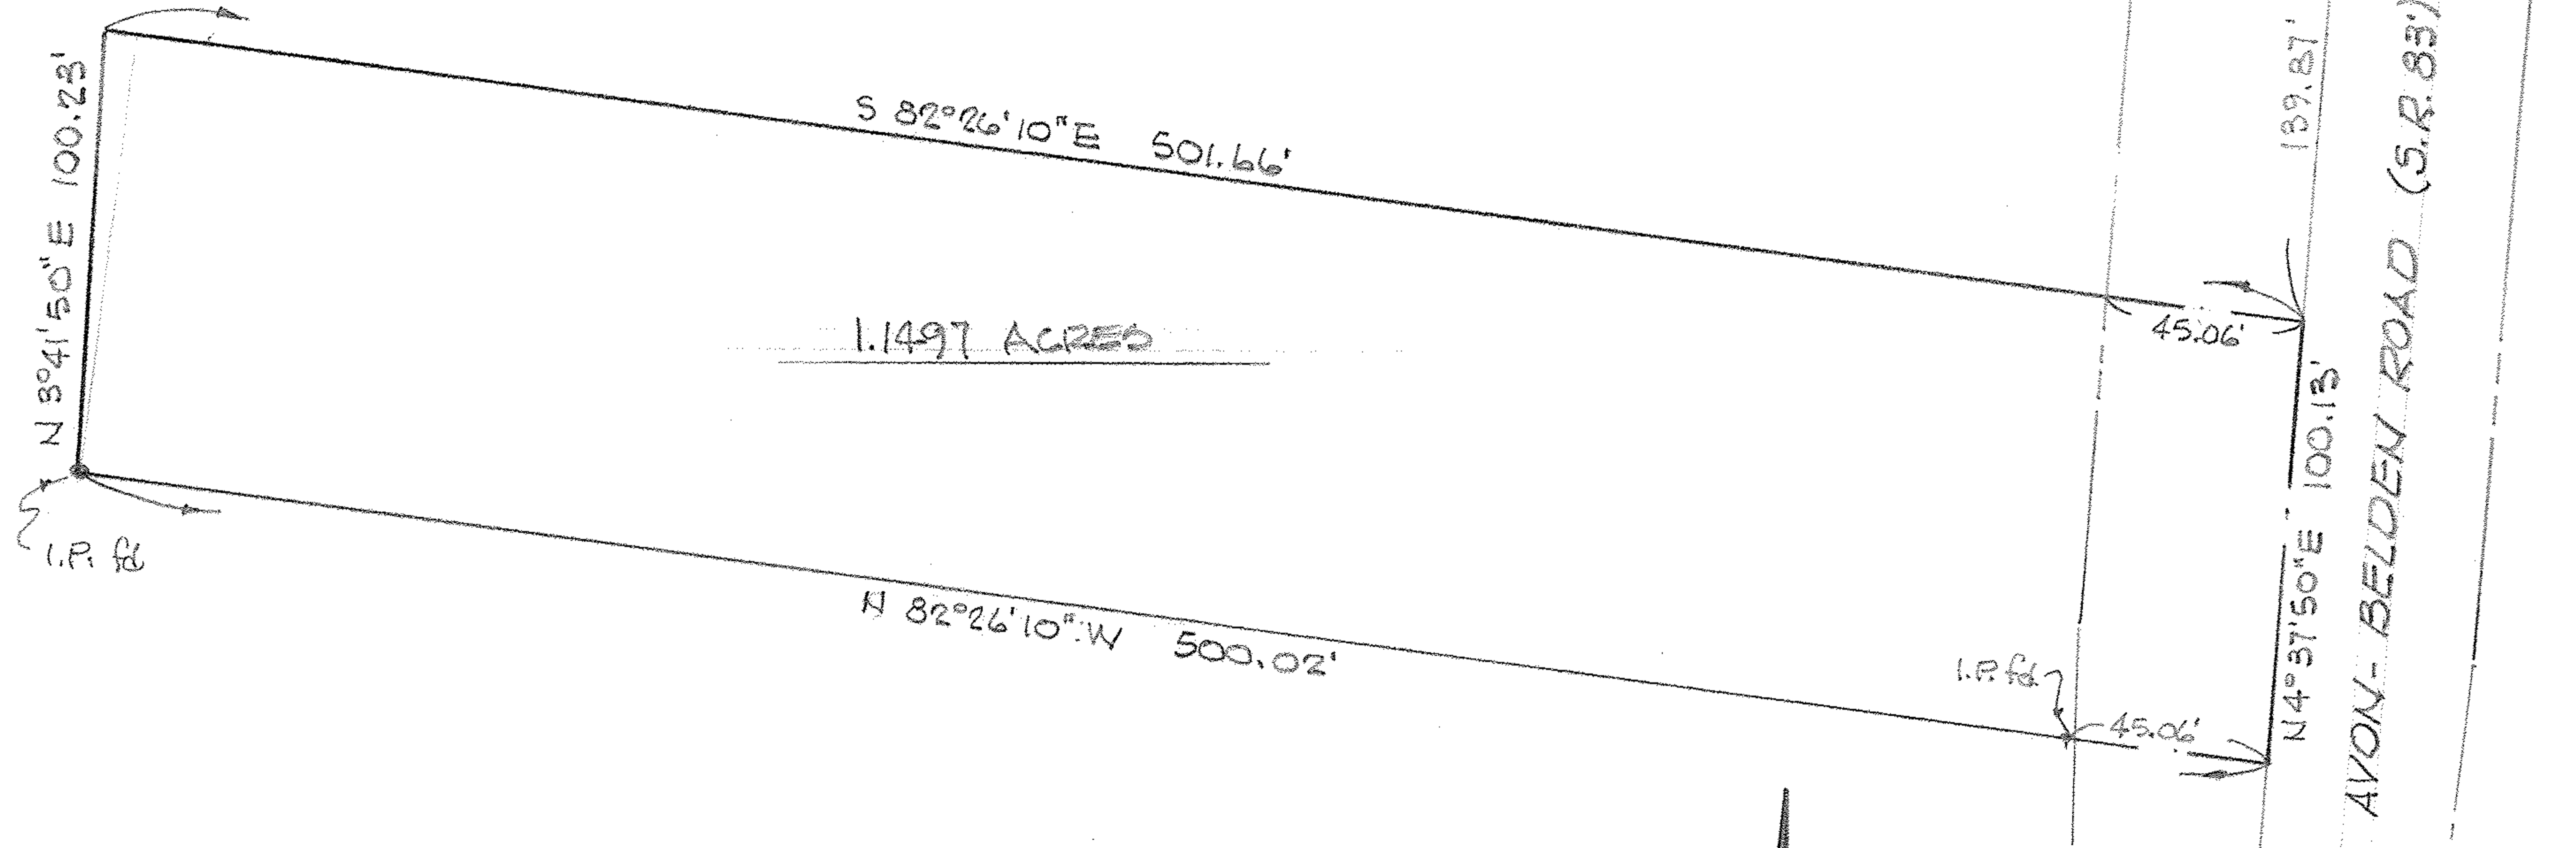 N 3°41'50" E 100.23'
S 82°26'10" E 501.66'
1.1497 ACRES
I.P. fd
N 82°26'10" W 500.02'
I.P. fd.
45.06'
45.06'
N 4°37'50" E 100.13'
139.87'
AVON-BELDEN ROAD (S.R. 83')